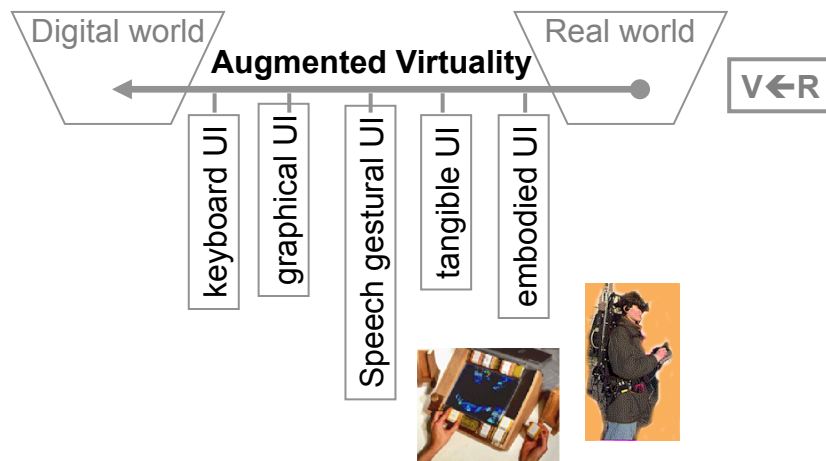 Digital world
Real world
Augmented Virtuality
V←R
keyboard UI
graphical UI
Speech gestural UI
tangible UI
embodied UI